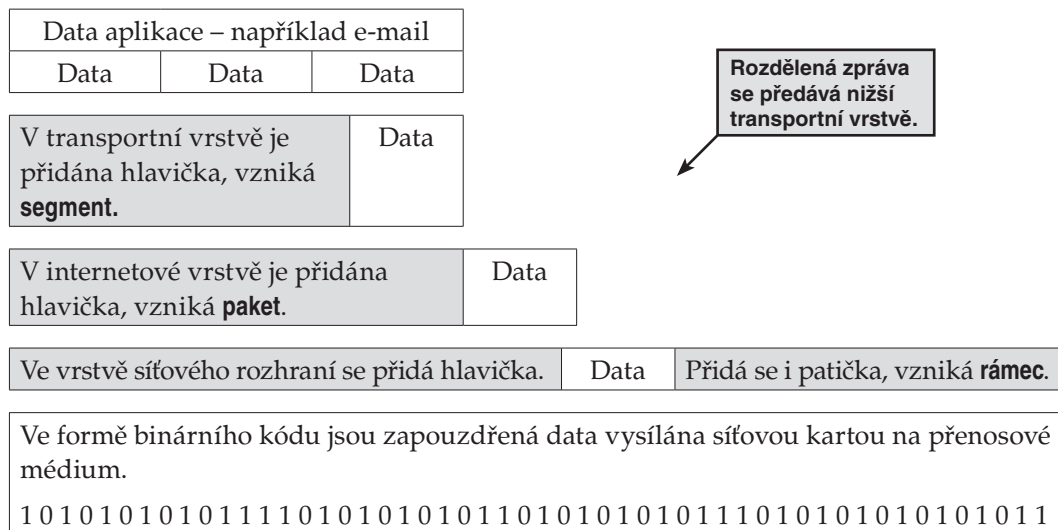 Data aplikace – například e-mail
Data Data Data
Rozdělená zpráva
se předává nižší
transportní vrstvě.
V transportní vrstvě je
přidána hlavička, vzniká
segment.
Data
V internetové vrstvě je přidána
hlavička, vzniká paket.
Data
Ve vrstvě síťového rozhraní se přidá hlavička. Data Přidá se i patička, vzniká rámec.
Ve formě binárního kódu jsou zapouzdřená data vysílána síťovou kartou na přenosové
médium.
1 0 1 0 1 0 1 0 1 0 1 1 1 1 0 1 0 1 0 1 0 1 0 1 1 0 1 0 1 0 1 0 1 0 1 1 1 0 1 0 1 0 1 0 1 0 1 0 1 0 1 1